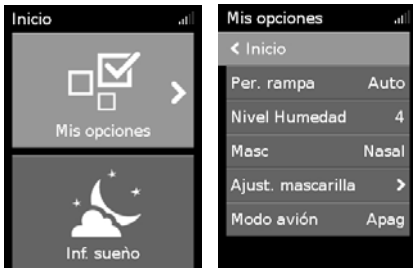 Inicio
Mis opciones
Inf. sueño
Mis opciones
< Inicio
Per. rampa Auto
Nivel Humedad 4
Masc Nasal
Ajust. mascarilla >
Modo avión Apag